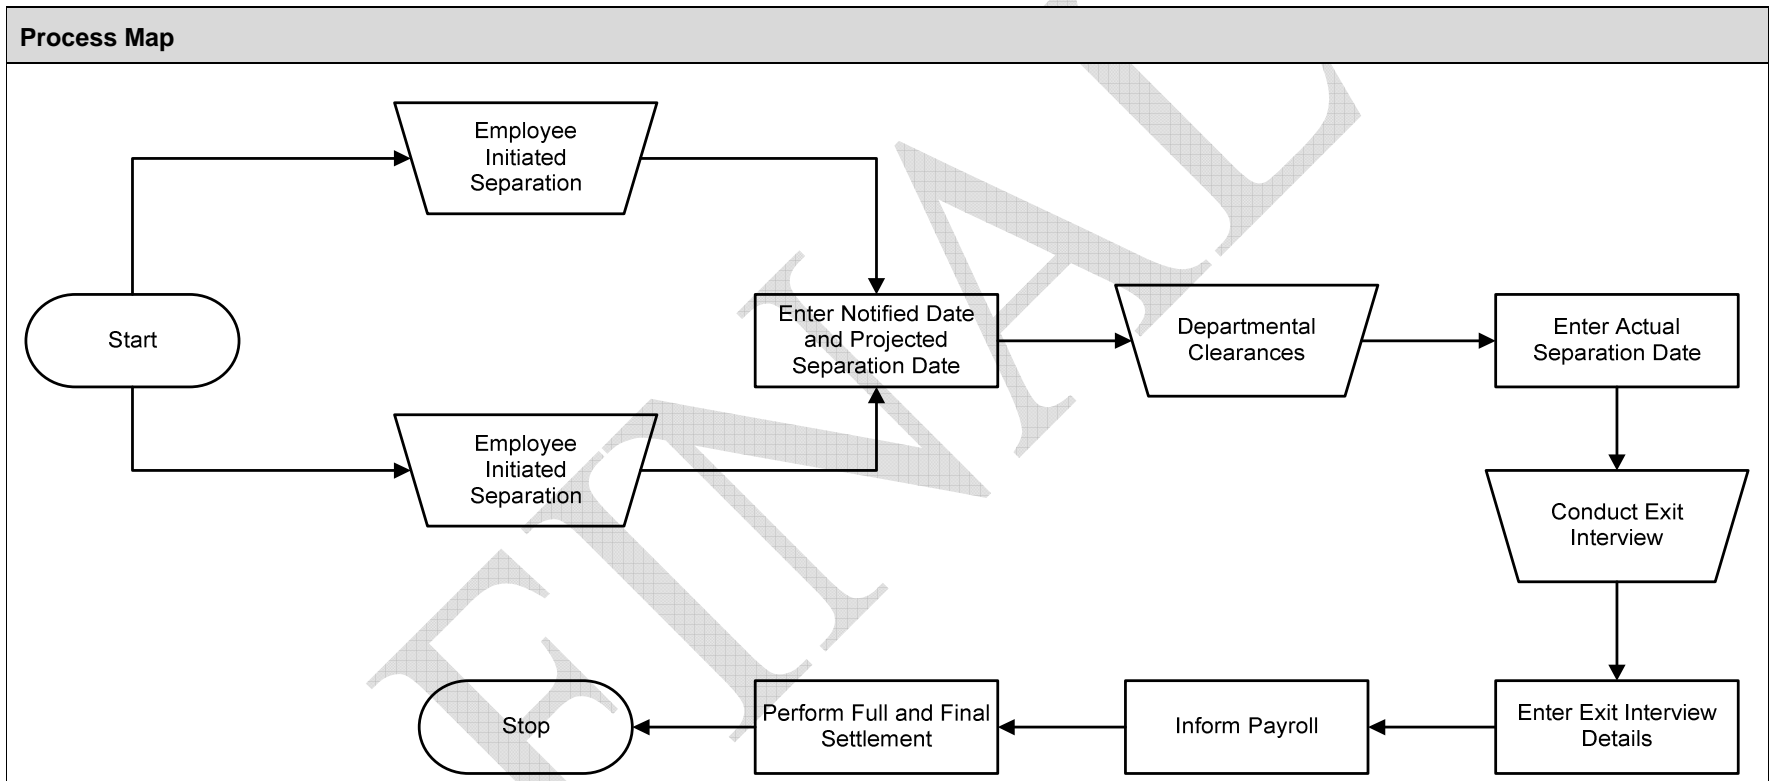 Process Map
Employee
Initiated
Separation
Start
Enter Notified Date
and Projected
Separation Date
Departmental
Clearances
Enter Actual
Separation Date
Employee
Initiated
Separation
Conduct Exit
Interview
Stop
Perform Full and Final
Settlement
Inform Payroll
Enter Exit Interview
Details
FINAL